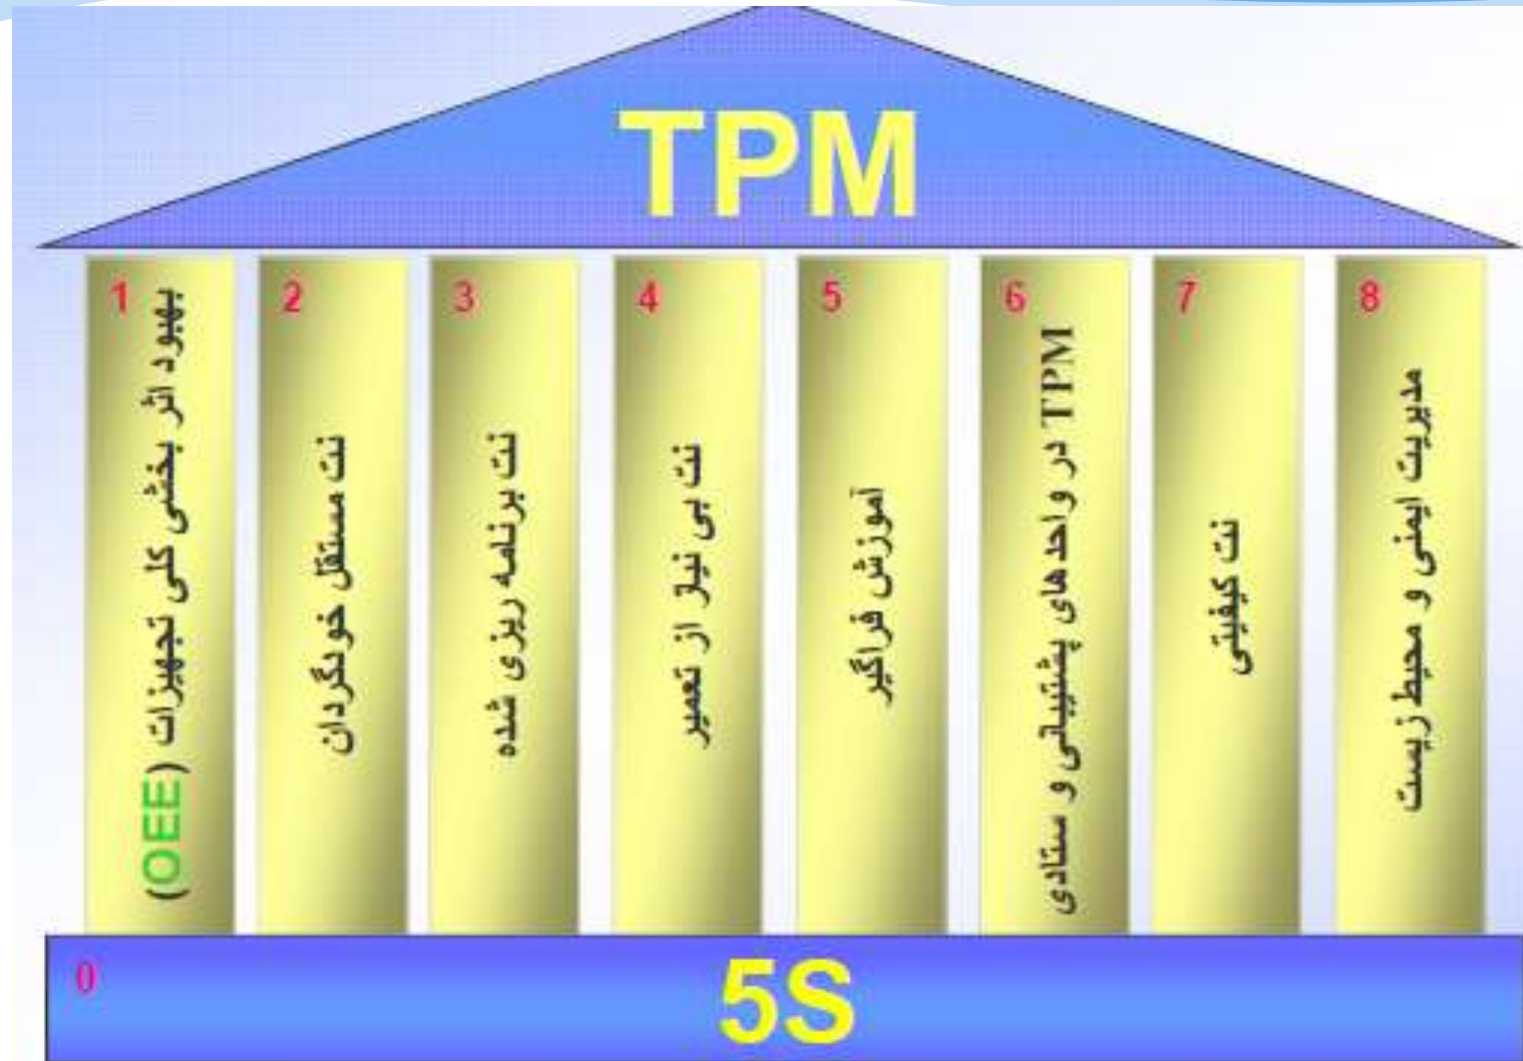 TPM
1
بهبود اثر بخشی کلی تجهیزات (OEE)
2
نت مستقل خودگردان
3
نت برنامه ریزی شده
4
نت بی نیاز از تعمیر
5
آموزش فراگیر
6
TPM در واحدهای پشتیبانی و ستادی
7
نت کیفیتی
8
مدیریت ایمنی و محیط زیست
0
5S